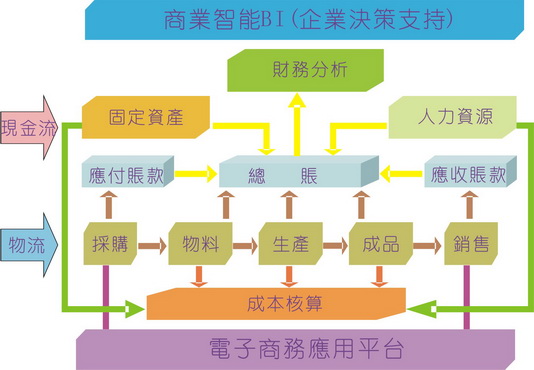 商業智能BI(企業決策支持)
財務分析
現金流
固定資產
人力資源
應付賬款
總 賬
應收賬款
物流
採購
物料
生產
成品
銷售
成本核算
電子商務應用平台